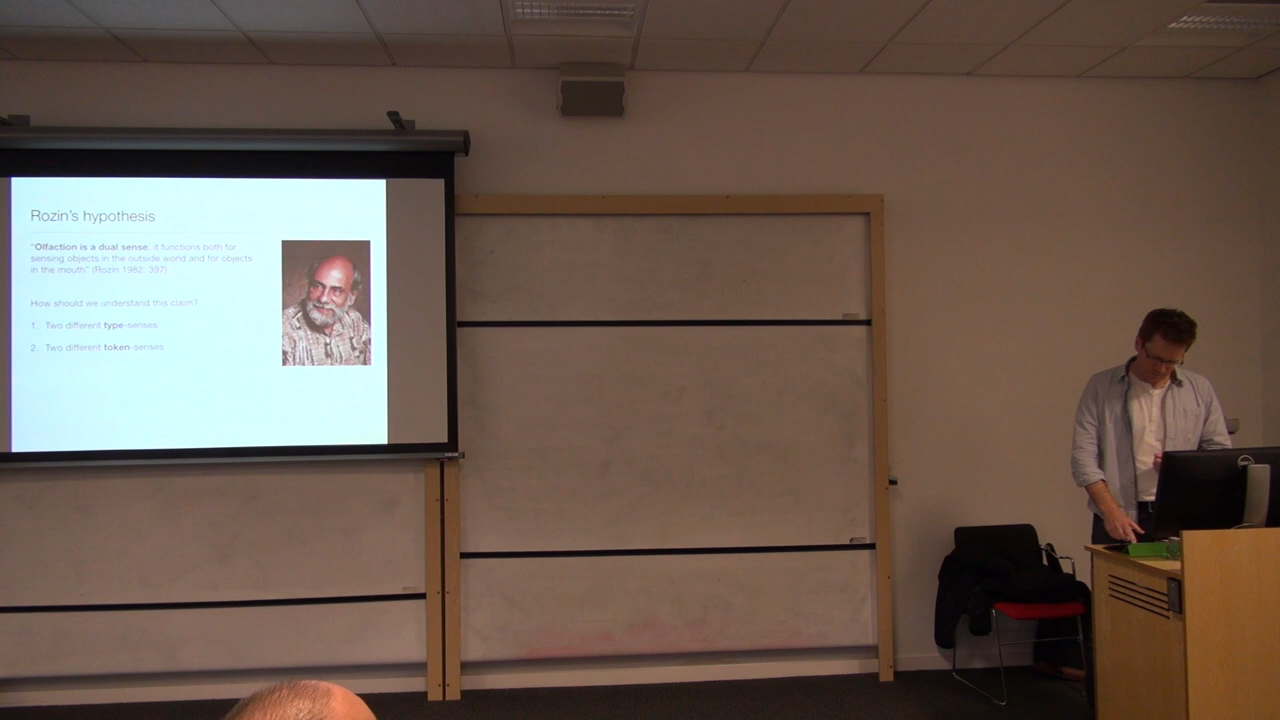 Rozin's hypothesis
"Olfaction is a dual sense: it functions both for
sensing objects in the outside world and for objects
in the mouth" (Rozin 1982: 397)
How should we understand this claim?
1. Two different type-senses
2. Two different token-senses
DELL